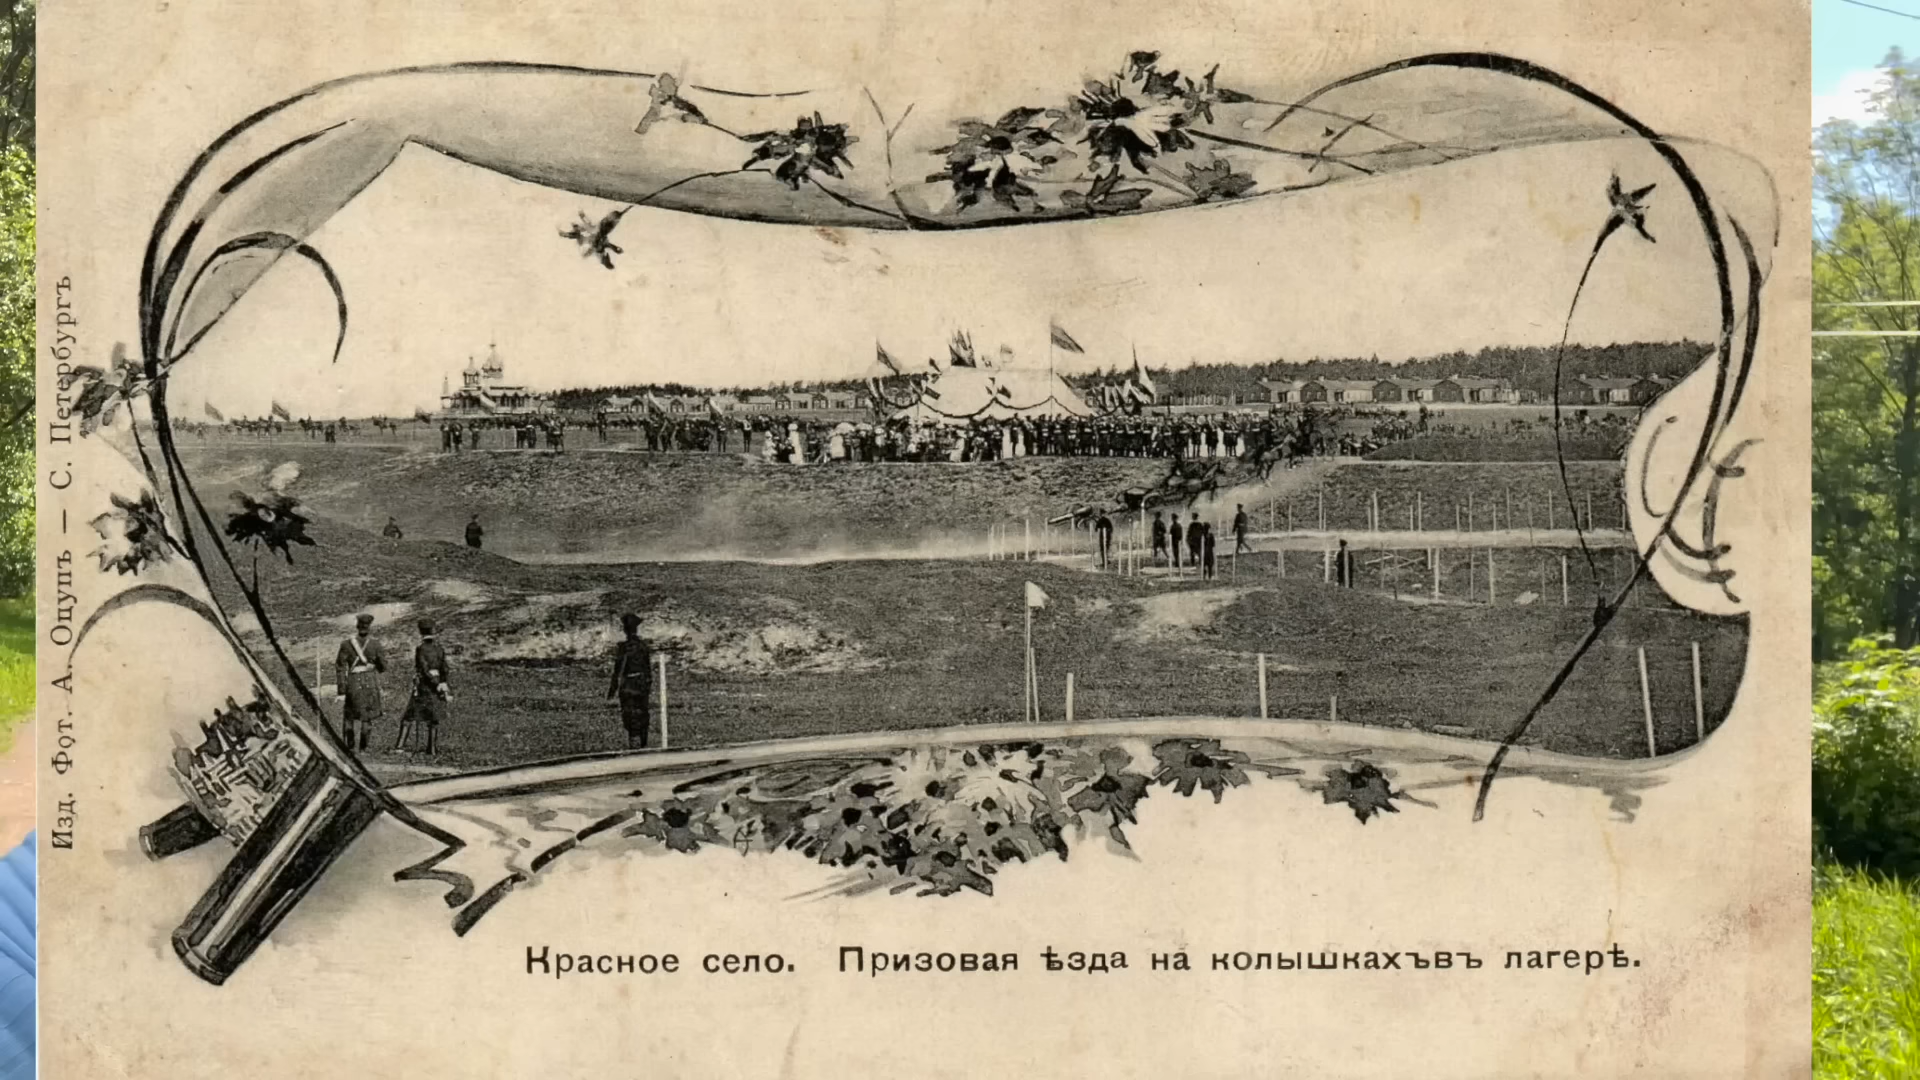 Изд. Фот. А. Оцупъ — С. Петербургъ
Красное село. Призовая ѣзда на колышкахъвъ лагерѣ.